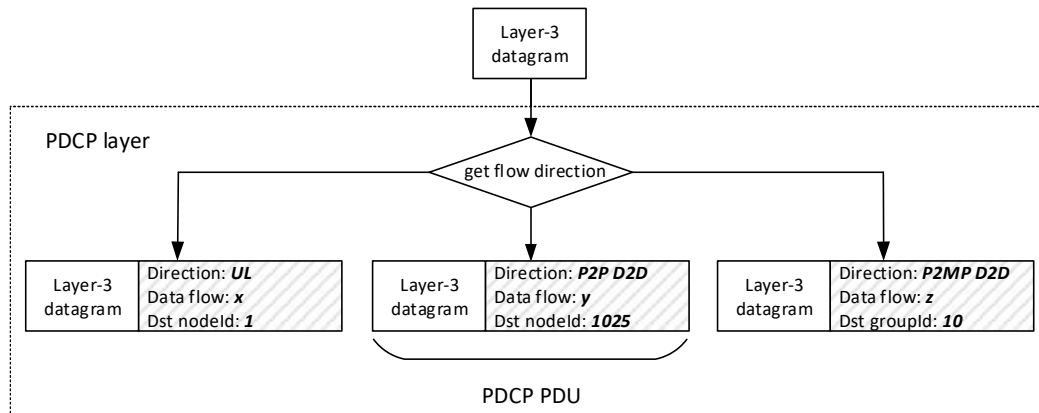 Layer-3
datagram
PDCP layer
get flow direction
Layer-3
datagram
Direction: UL
Data flow: x
Dst nodeId: 1
Layer-3
datagram
Direction: P2P D2D
Data flow: y
Dst nodeId: 1025
Layer-3
datagram
Direction: P2MP D2D
Data flow: z
Dst groupId: 10
PDCP PDU